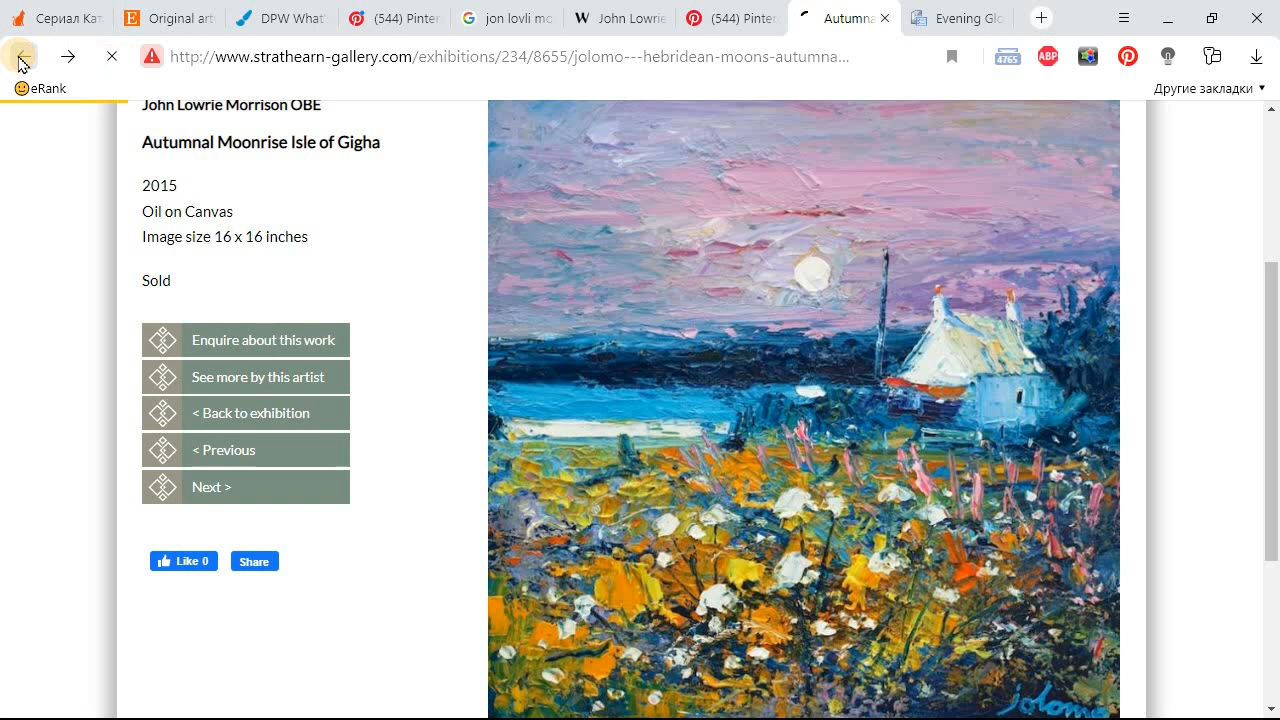 Сериал Кат
Original art
DPW What'
(544) Pinter
jon lovli mo
John Lowrie
(544) Pinter
Autumna
Evening Glo
http://www.strathearn-gallery.com/exhibitions/234/8655/jolomo---hebridean-moons-autumna...
4765
ABP
eRank
Другие закладки
John Lowrie Morrison OBE
Autumnal Moonrise Isle of Gigha
2015
Oil on Canvas
Image size 16 x 16 inches
Sold
Enquire about this work
See more by this artist
< Back to exhibition
< Previous
Next >
Like 0
Share
jolomo